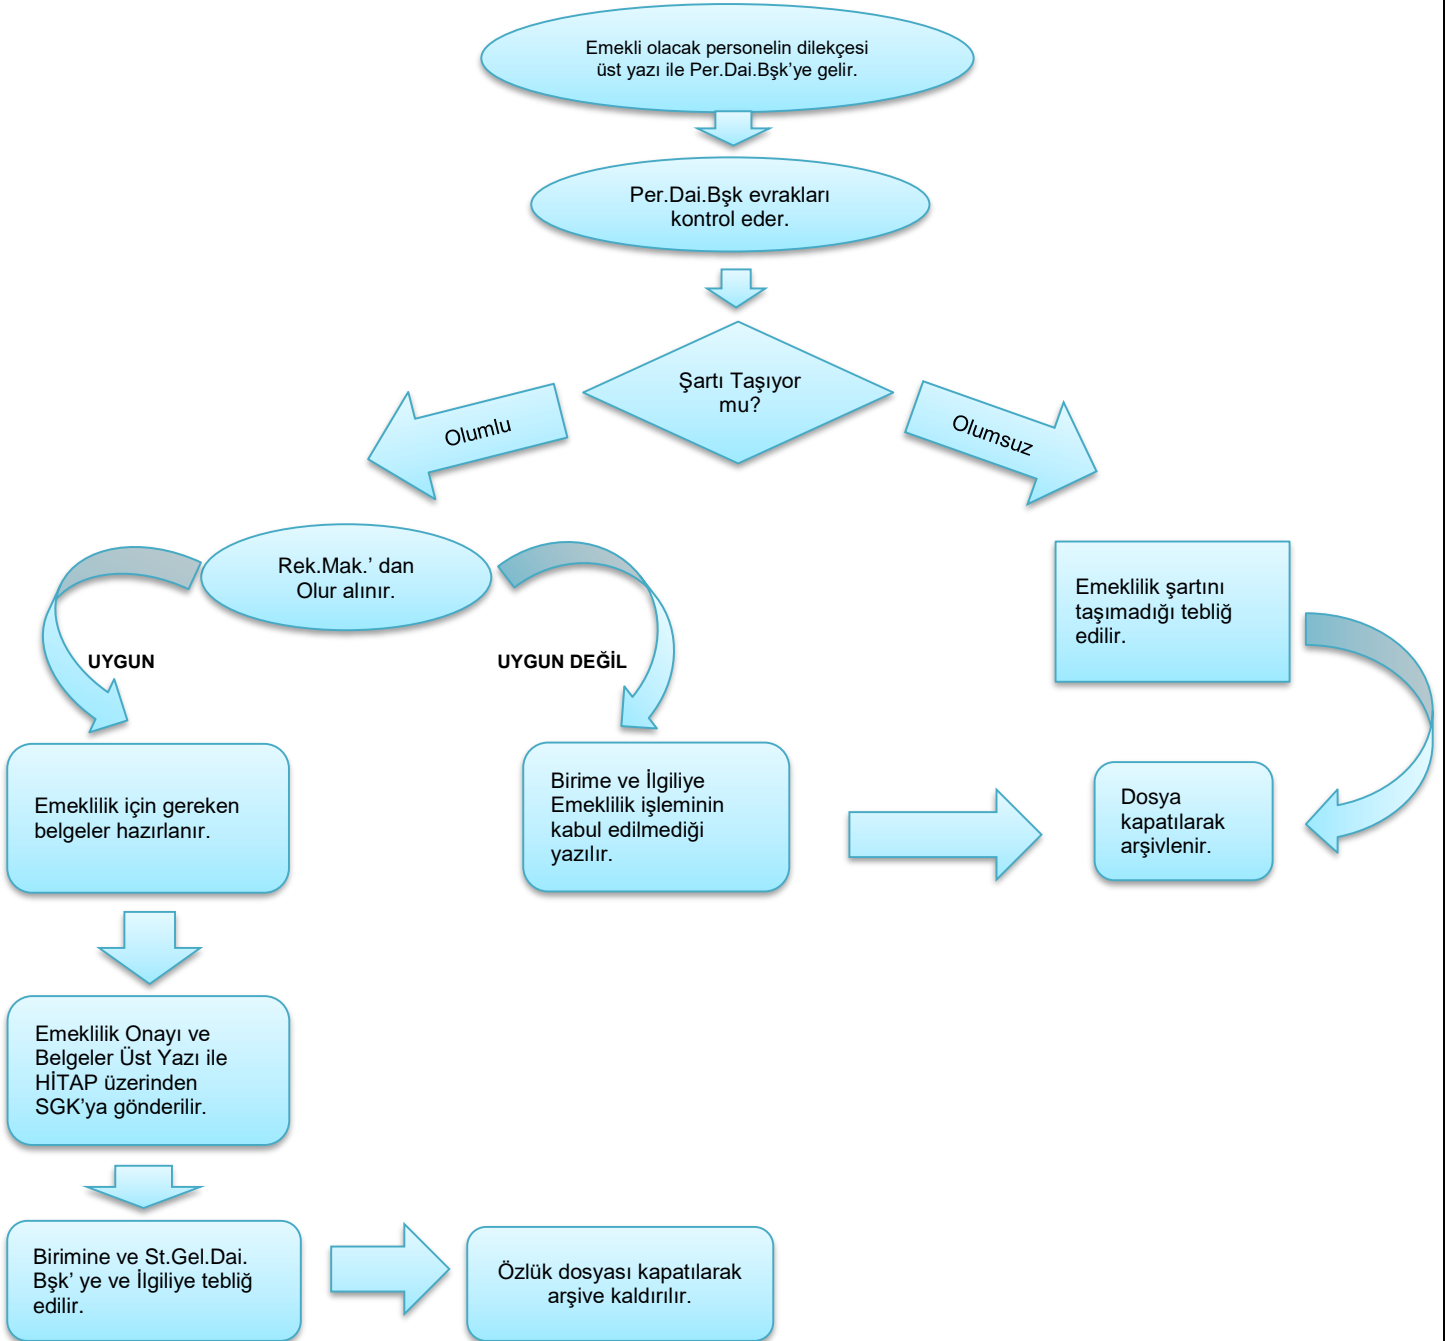 Emekli olacak personelin dilekçesi
üst yazı ile Per.Dai.Bşk’ye gelir.
Per.Dai.Bşk evrakları
kontrol eder.
Şartı Taşıyor
mu?
Olumlu
Olumsuz
Rek.Mak.’ dan
Olur alınır.
Emeklilik şartını
taşımadığı tebliğ
edilir.
UYGUN
UYGUN DEĞİL
Emeklilik için gereken
belgeler hazırlanır.
Birime ve İlgiliye
Emeklilik işleminin
kabul edilmediği
yazılır.
Dosya
kapatılarak
arşivlenir.
Emeklilik Onayı ve
Belgeler Üst Yazı ile
HİTAP üzerinden
SGK’ya gönderilir.
Birimine ve St.Gel.Dai.
Bşk’ ye ve İlgiliye tebliğ
edilir.
Özlük dosyası kapatılarak
arşive kaldırılır.